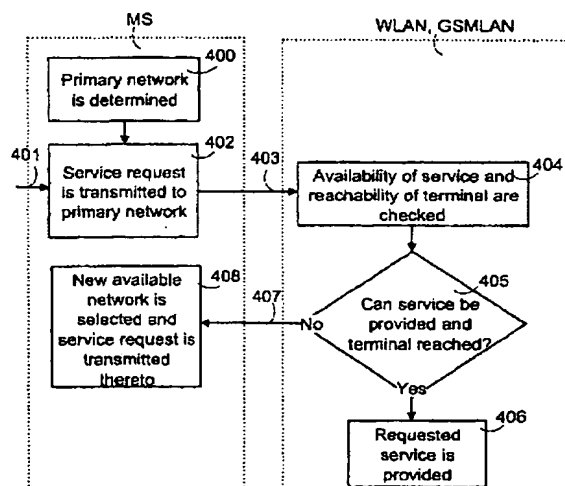 MS
WLAN, GSMLAN
400
Primary network
is determined
401
402
Service request
is transmitted to
primary network
403
404
Availability of service and
reachability of terminal are
checked
405
Can service be
provided and
terminal reached?
No
Yes
407
408
New available
network is
selected and
service request is
transmitted
thereto
406
Requested
service is
provided